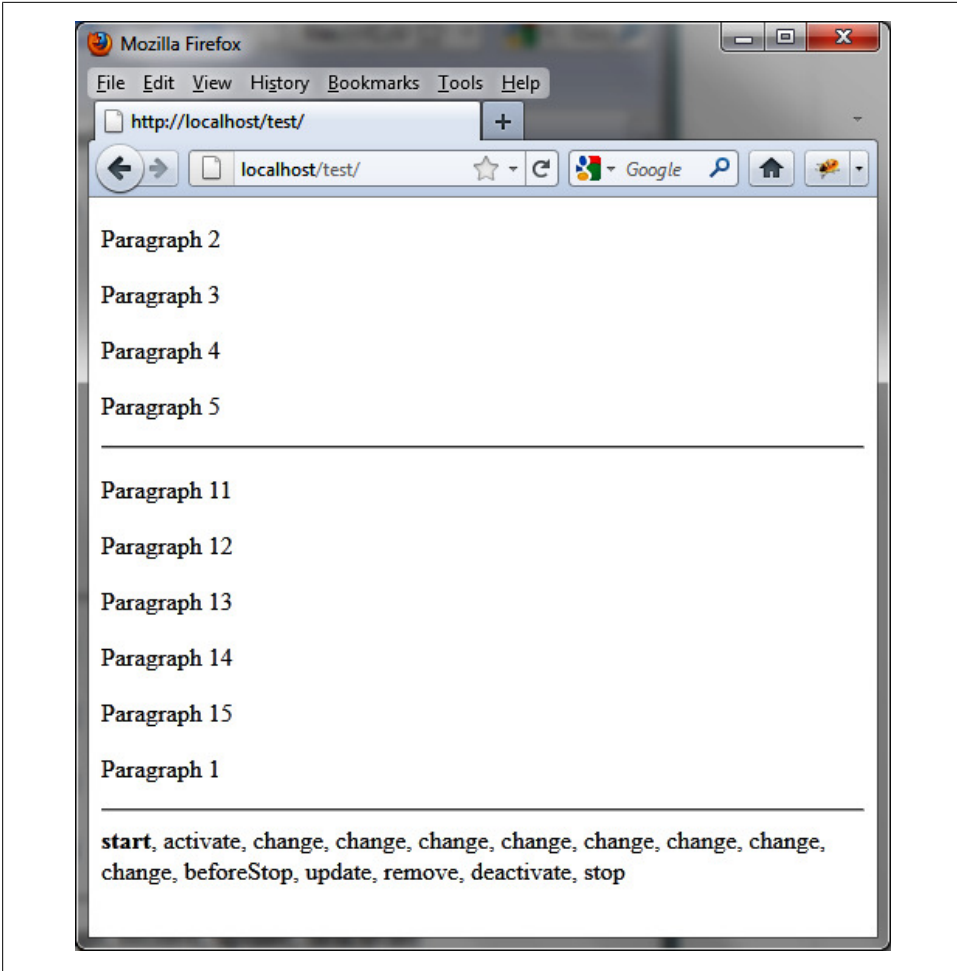 Mozilla Firefox
File Edit View History Bookmarks Tools Help
http://localhost/test/
localhost/test/
Google
Paragraph 2
Paragraph 3
Paragraph 4
Paragraph 5
Paragraph 11
Paragraph 12
Paragraph 13
Paragraph 14
Paragraph 15
Paragraph 1
start, activate, change, change, change, change, change, change, change,
change, beforeStop, update, remove, deactivate, stop